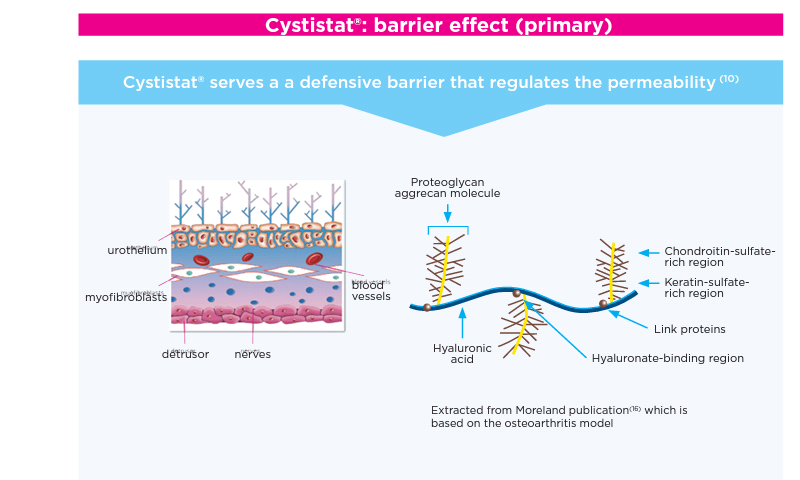 Cystistat®: barrier effect (primary)
Cystistat® serves a a defensive barrier that regulates the permeability (10)
Proteoglycan
aggrecan molecule
urothelium
myofibroblasts
blood
vessels
detrusor
nerves
Chondroitin-sulfate-
rich region
Keratin-sulfate-
rich region
Link proteins
Hyaluronic
acid
Hyaluronate-binding region
Extracted from Moreland publication(16) which is
based on the osteoarthritis model